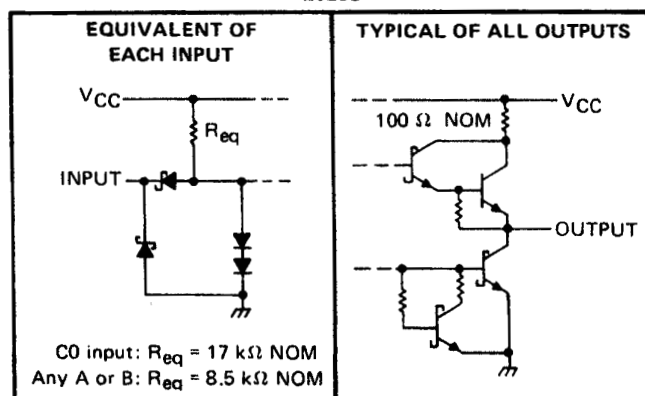 EQUIVALENT OF
EACH INPUT
VCC
Req
INPUT
C0 input: Req = 17 kΩ NOM
Any A or B: Req = 8.5 kΩ NOM
TYPICAL OF ALL OUTPUTS
VCC
100 Ω NOM
OUTPUT